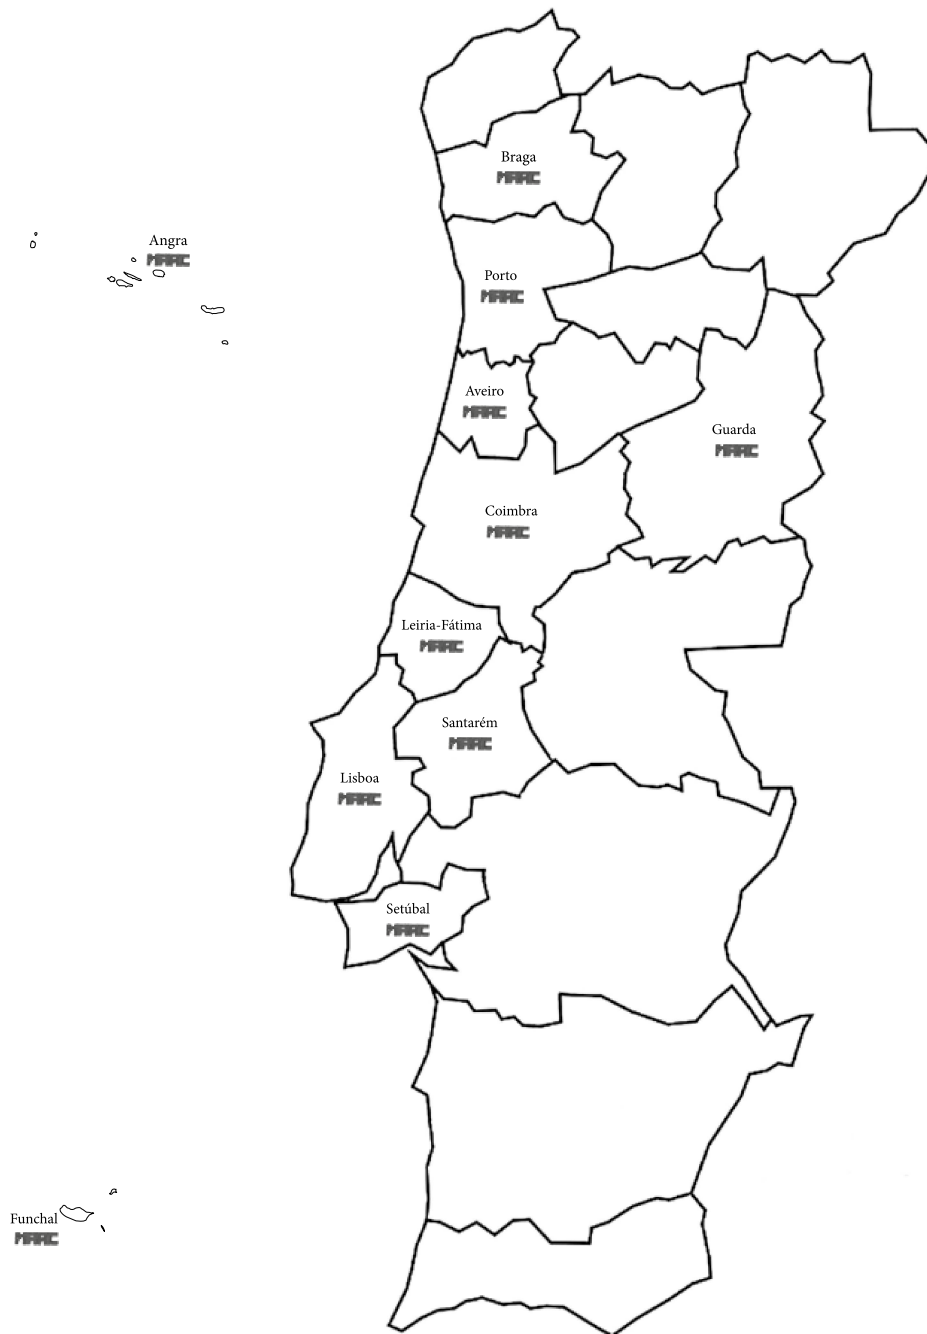 Braga
MARC
Angra
MARC
Porto
MARC
Aveiro
MARC
Guarda
MARC
Coimbra
MARC
Leiria-Fátima
MARC
Santarém
MARC
Lisboa
MARC
Setúbal
MARC
Funchal
MARC